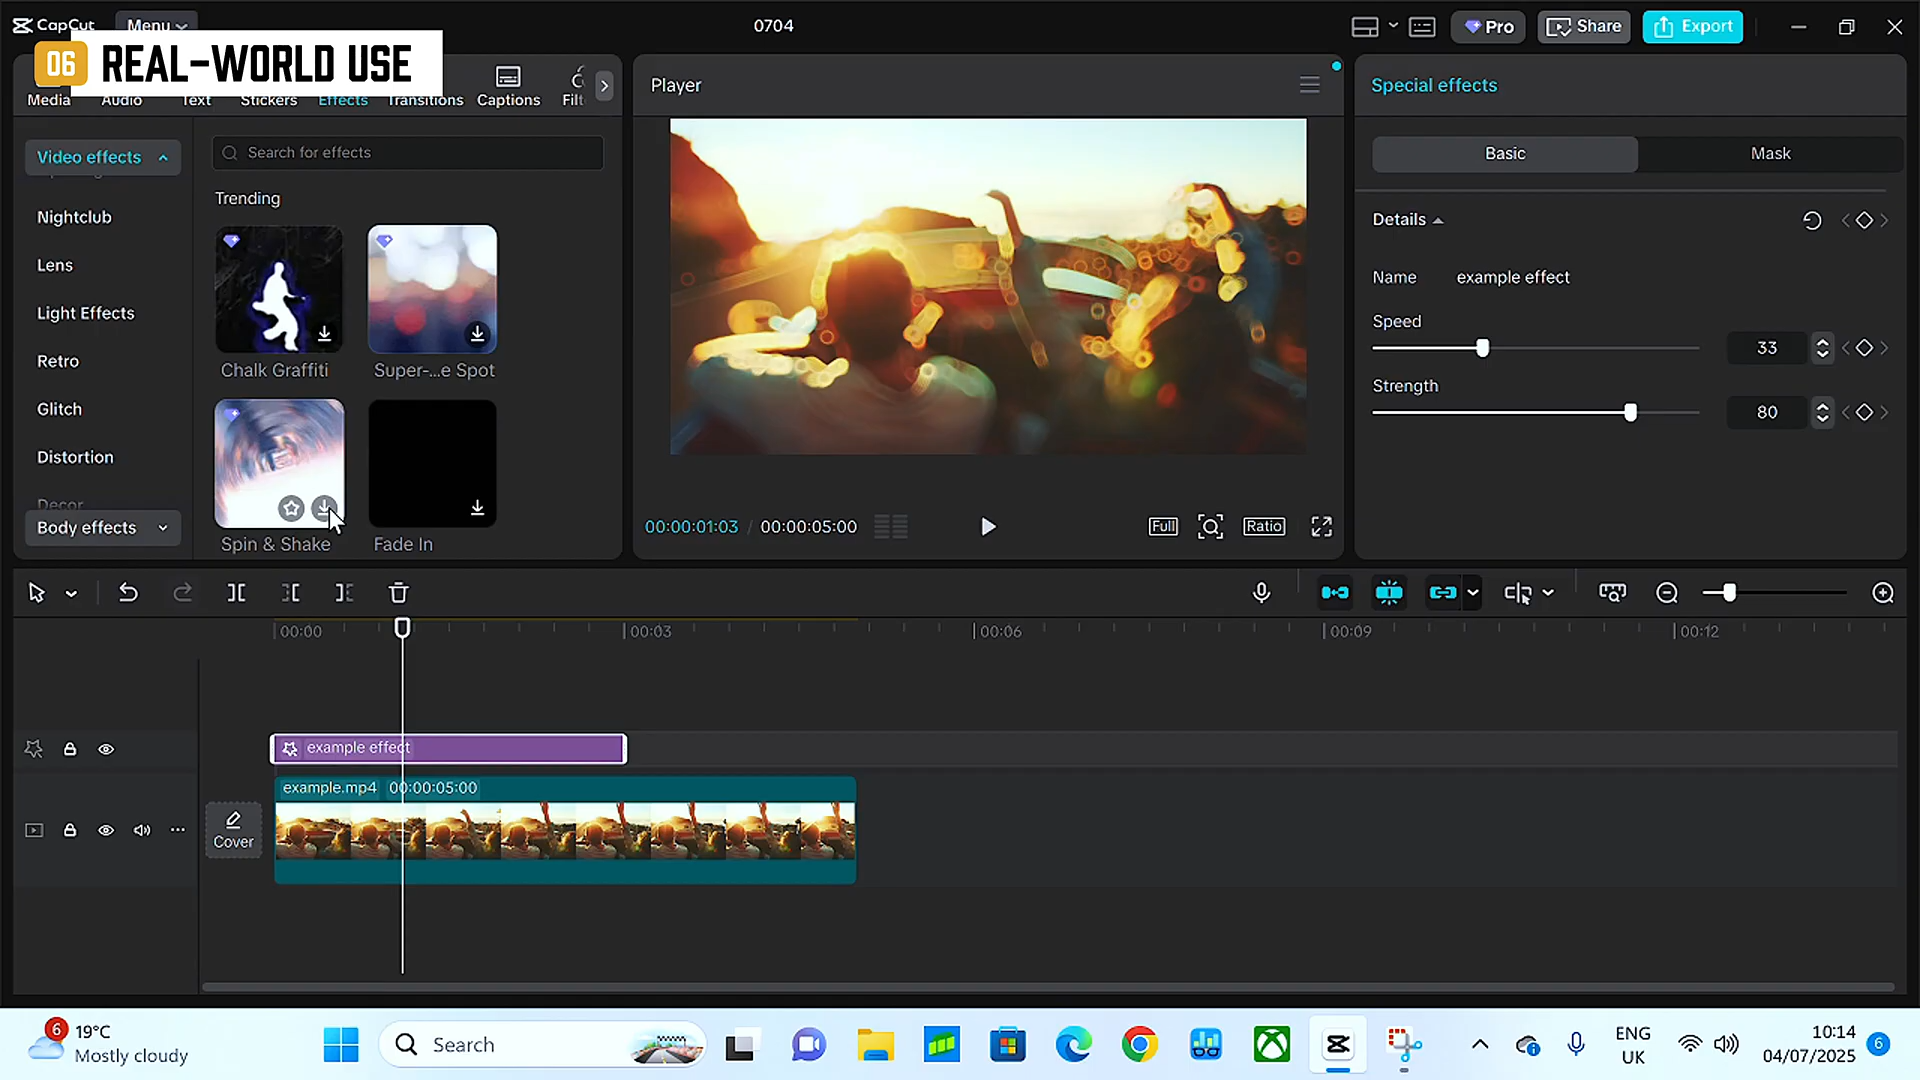 CapCut
Menu
0704
Pro
Share
Export
06 REAL-WORLD USE
Media
Audio
Text
Stickers
Effects
Transitions
Captions
Filt
Player
Special effects
Video effects
Search for effects
Basic
Mask
Trending
Nightclub
Lens
Light Effects
Retro
Glitch
Distortion
Decor
Body effects
Chalk Graffiti
Super-...e Spot
Spin & Shake
Fade In
Details
Name example effect
Speed
33
Strength
80
00:00:01:03 / 00:00:05:00
Full
Ratio
00:00
00:03
00:06
00:09
00:12
example effect
example.mp4 00:00:05:00
Cover
6
19°C
Mostly cloudy
Search
ENG
UK
10:14
04/07/2025
6